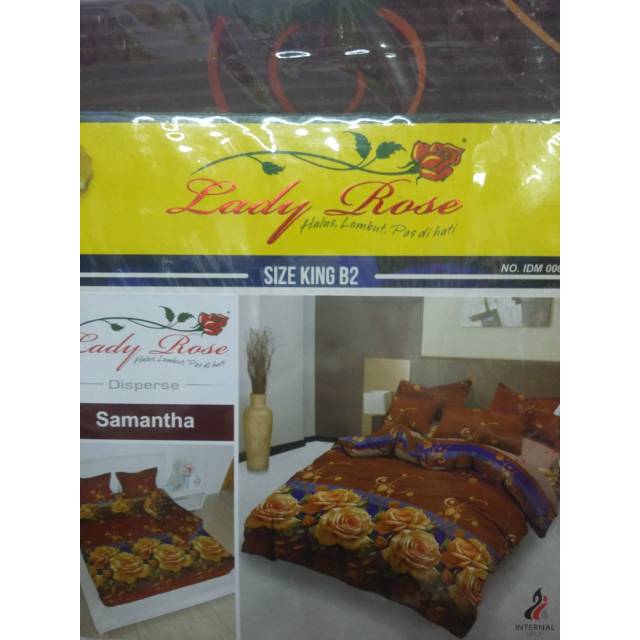 Lady Rose
Halus, Lembut, Pas di hati
SIZE KING B2
NO. IDM 000
Lady Rose
Halus, Lembut, Pas di hati
Disperse
Samantha
INTERNAL